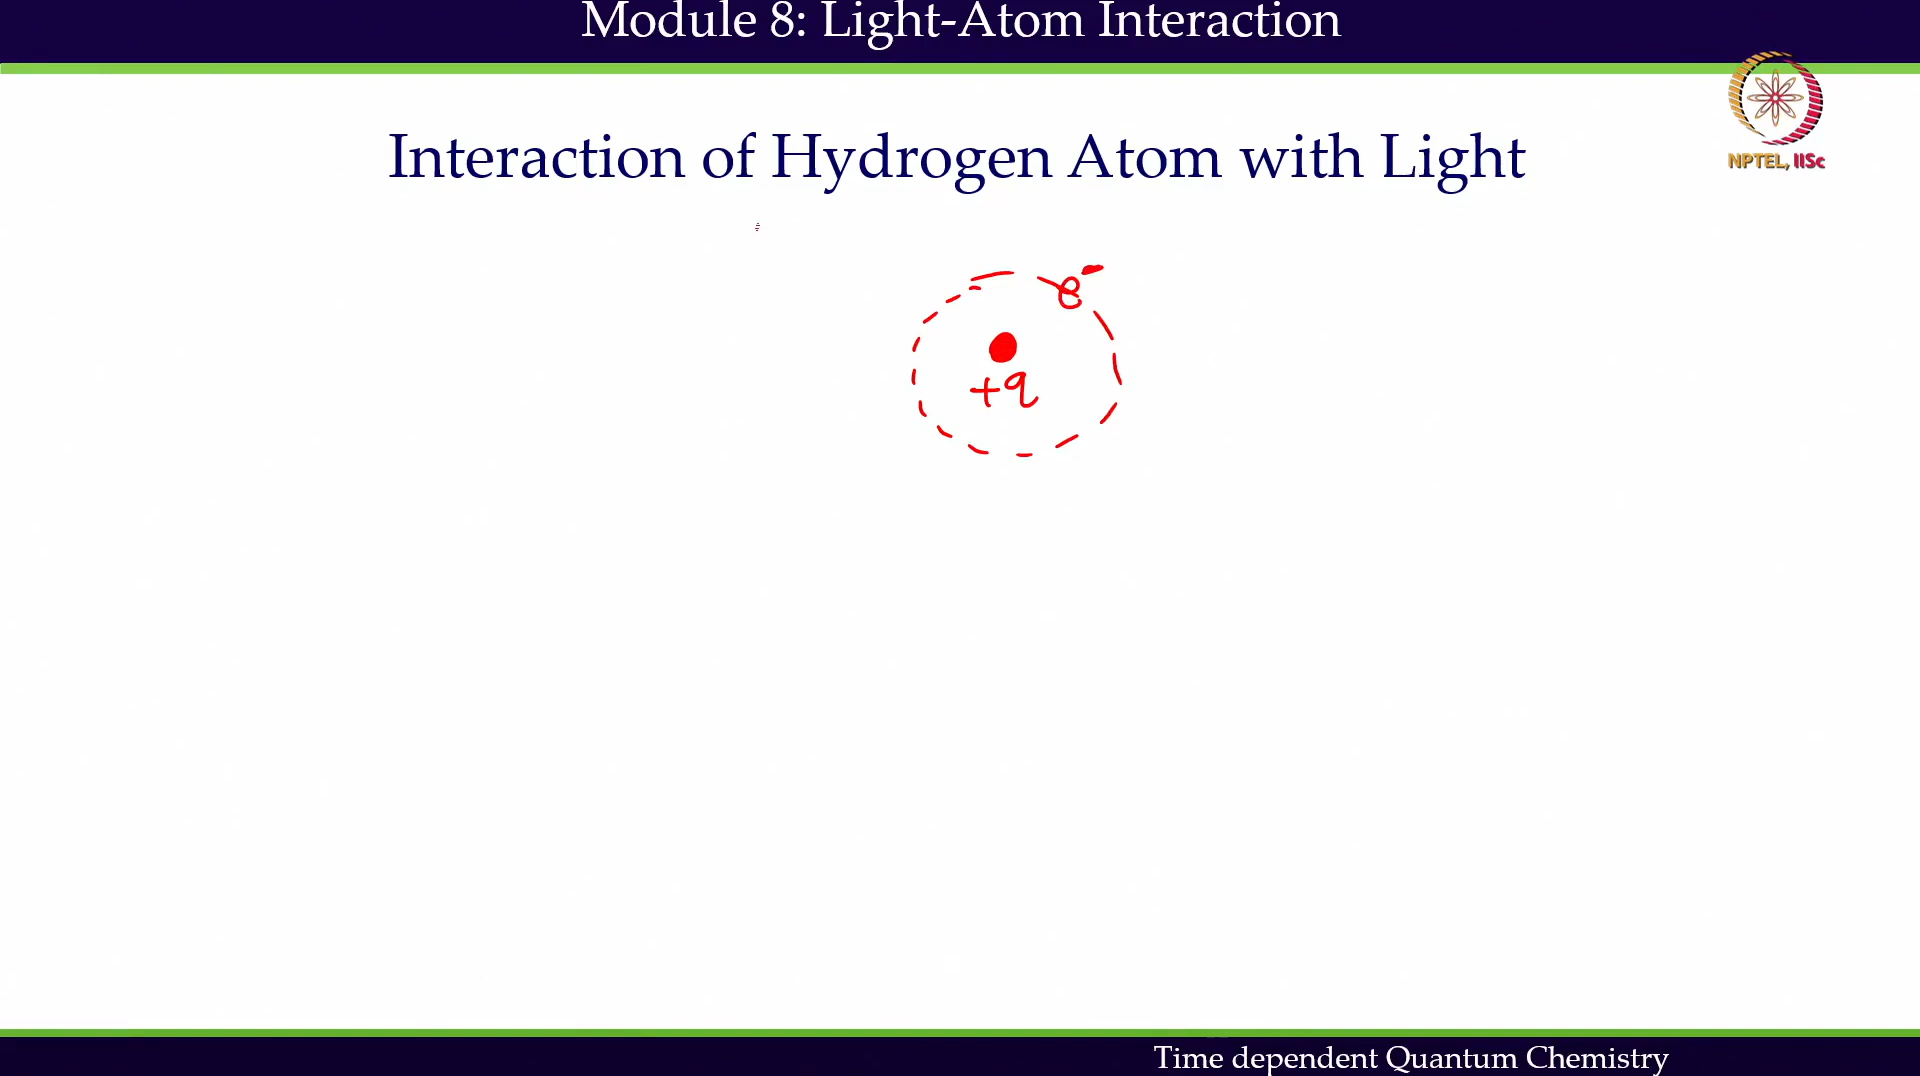 Module 8: Light-Atom Interaction
NPTEL, IISc
Interaction of Hydrogen Atom with Light
e-
+q
Time dependent Quantum Chemistry